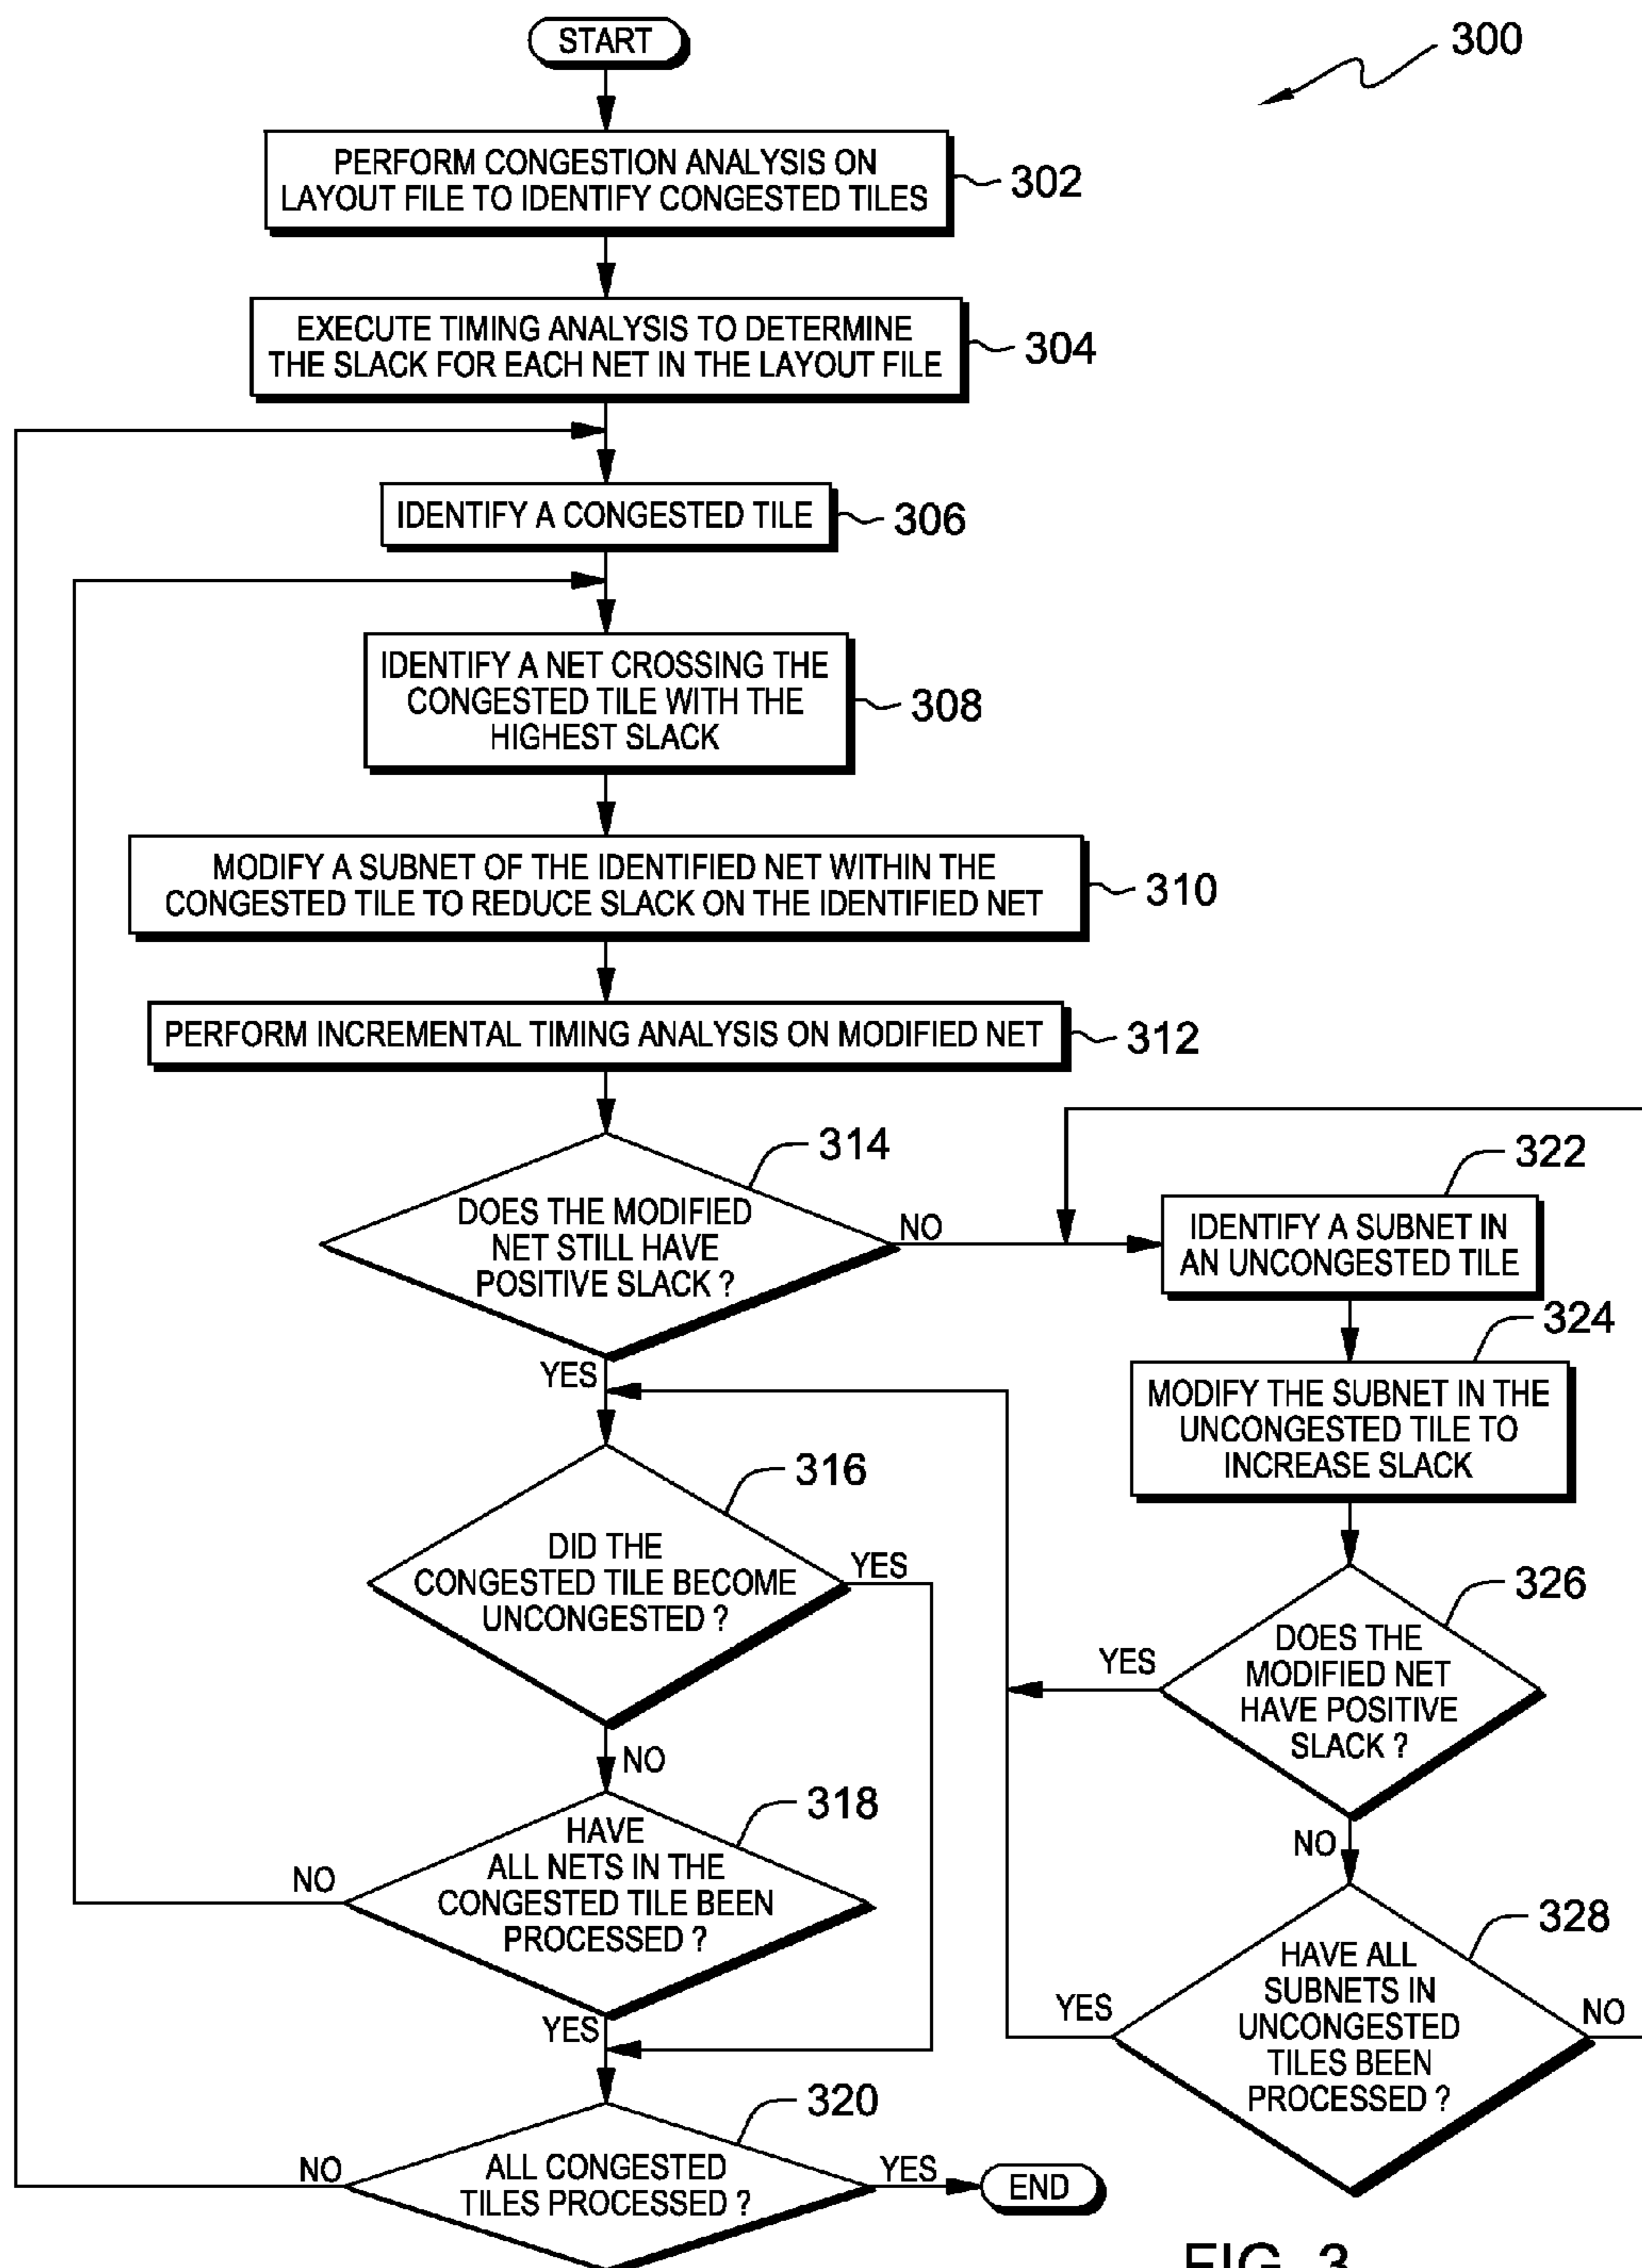 START
300
PERFORM CONGESTION ANALYSIS ON
LAYOUT FILE TO IDENTIFY CONGESTED TILES
302
EXECUTE TIMING ANALYSIS TO DETERMINE
THE SLACK FOR EACH NET IN THE LAYOUT FILE
304
IDENTIFY A CONGESTED TILE
306
IDENTIFY A NET CROSSING THE
CONGESTED TILE WITH THE
HIGHEST SLACK
308
MODIFY A SUBNET OF THE IDENTIFIED NET WITHIN THE
CONGESTED TILE TO REDUCE SLACK ON THE IDENTIFIED NET
310
PERFORM INCREMENTAL TIMING ANALYSIS ON MODIFIED NET
312
DOES THE MODIFIED
NET STILL HAVE
POSITIVE SLACK ?
314
NO
YES
322
IDENTIFY A SUBNET IN
AN UNCONGESTED TILE
324
MODIFY THE SUBNET IN THE
UNCONGESTED TILE TO
INCREASE SLACK
316
DID THE
CONGESTED TILE BECOME
UNCONGESTED ?
YES
NO
326
DOES THE
MODIFIED NET
HAVE POSITIVE
SLACK ?
YES
NO
318
HAVE
ALL NETS IN THE
CONGESTED TILE BEEN
PROCESSED ?
NO
YES
328
HAVE ALL
SUBNETS IN
UNCONGESTED
TILES BEEN
PROCESSED ?
YES
NO
320
ALL CONGESTED
TILES PROCESSED ?
NO
YES
END
FIG. 3